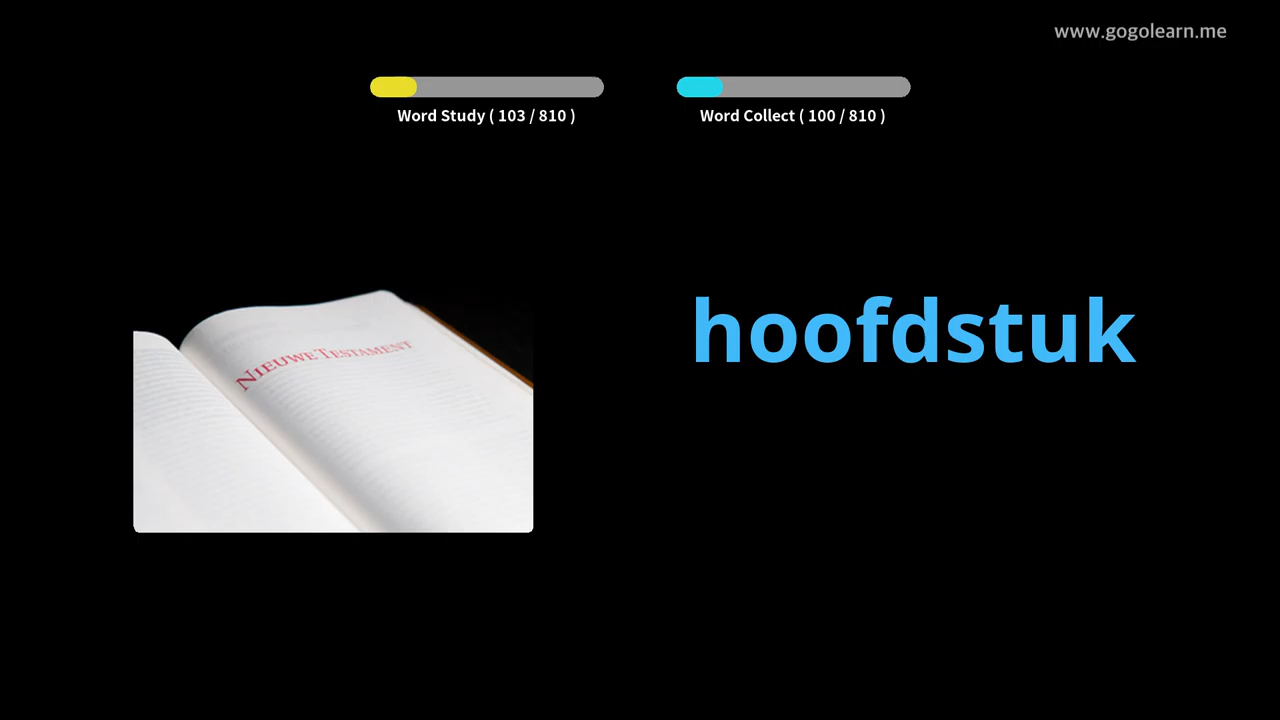 www.gogolearn.me
Word Study ( 103 / 810 )
Word Collect ( 100 / 810 )
NIEUWE TESTAMENT
hoofdstuk